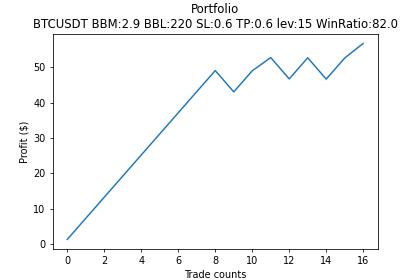 Portfolio
BTCUSDT BBM:2.9 BBL:220 SL:0.6 TP:0.6 lev:15 WinRatio:82.0
50
40
30
20
10
0
Profit ($)
0 2 4 6 8 10 12 14 16
Trade counts